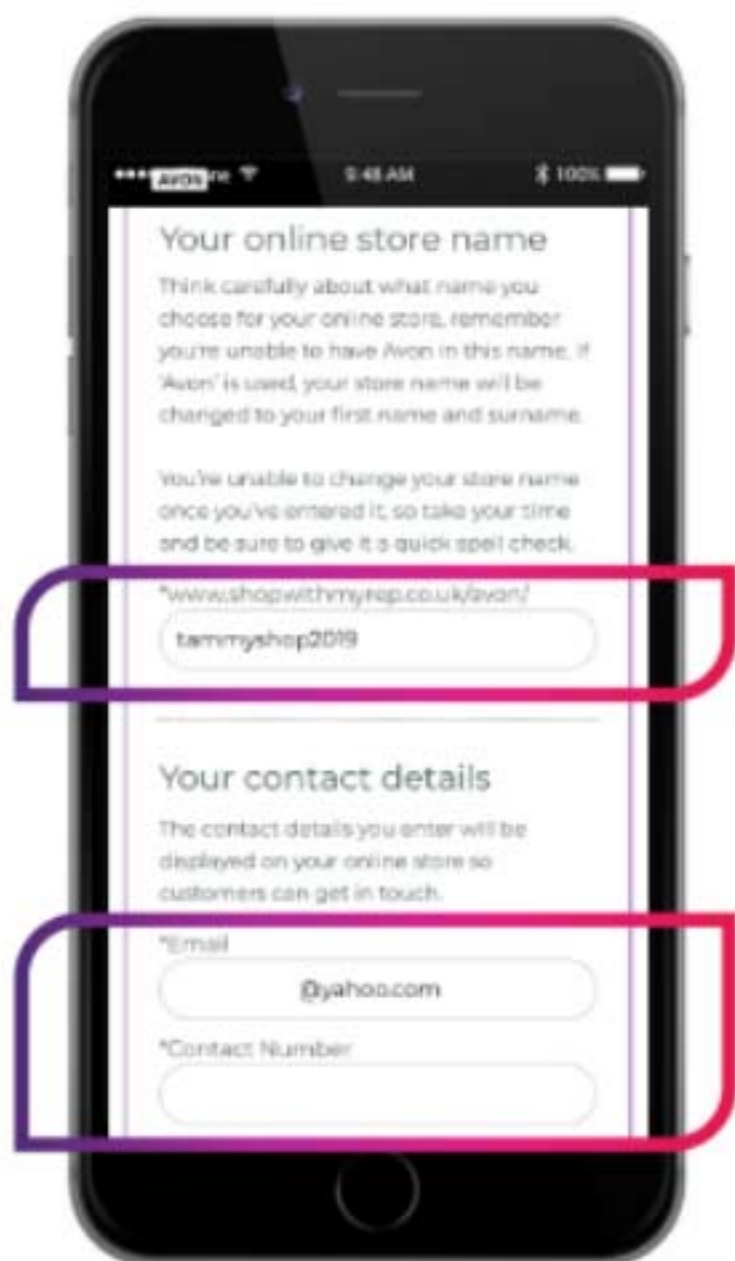 AVON ne 9:48 AM 100%
Your online store name
Think carefully about what name you
choose for your online store, remember
you're unable to have Avon in this name. If
'Avon' is used, your store name will be
changed to your first name and surname.
You're unable to change your store name
once you've entered it, so take your time
and be sure to give it a quick spell check.
*www.shopwithmyrep.co.uk/avon/
tammyshop2019
Your contact details
The contact details you enter will be
displayed on your online store so
customers can get in touch.
*Email
@yahoo.com
*Contact Number